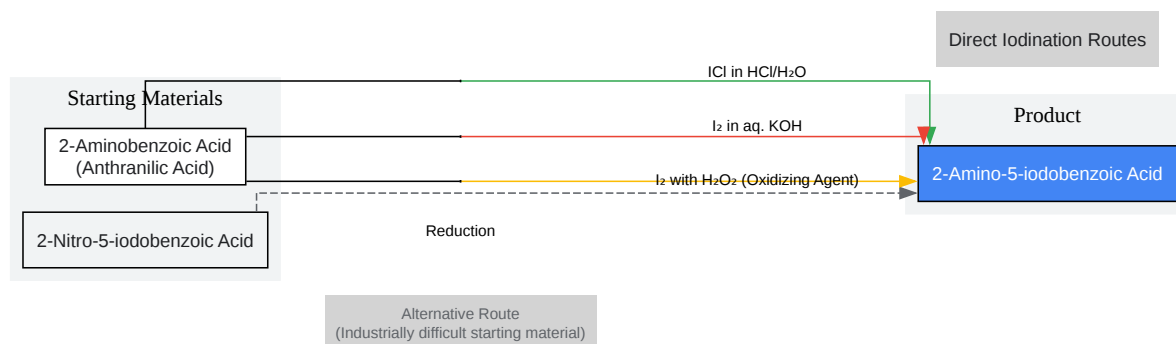 Direct Iodination Routes
ICl in HCl/H₂O
Starting Materials
Product
I₂ in aq. KOH
2-Aminobenzoic Acid
(Anthranilic Acid)
2-Amino-5-iodobenzoic Acid
I₂ with H₂O₂ (Oxidizing Agent)
2-Nitro-5-iodobenzoic Acid
Reduction
Alternative Route
(Industrially difficult starting material)